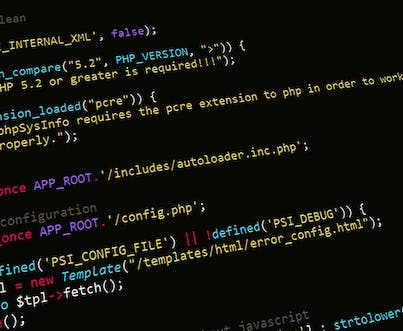 lean
_INTERNAL_XML', false);
n_compare("5.2", PHP_VERSION, ">")) {
HP 5.2 or greater is required!!!");
nsion_loaded("pcre")) {
phpSysInfo requires the pcre extension to php in order to work
roperly.");
once APP_ROOT.'/includes/autoloader.inc.php';
configuration
once APP_ROOT.'/config.php';
fined('PSI_CONFIG_FILE') || !defined('PSI_DEBUG')) {
l = new Template("/templates/html/error_config.html");
o $tpl->fetch();
();
javascript
strtolower